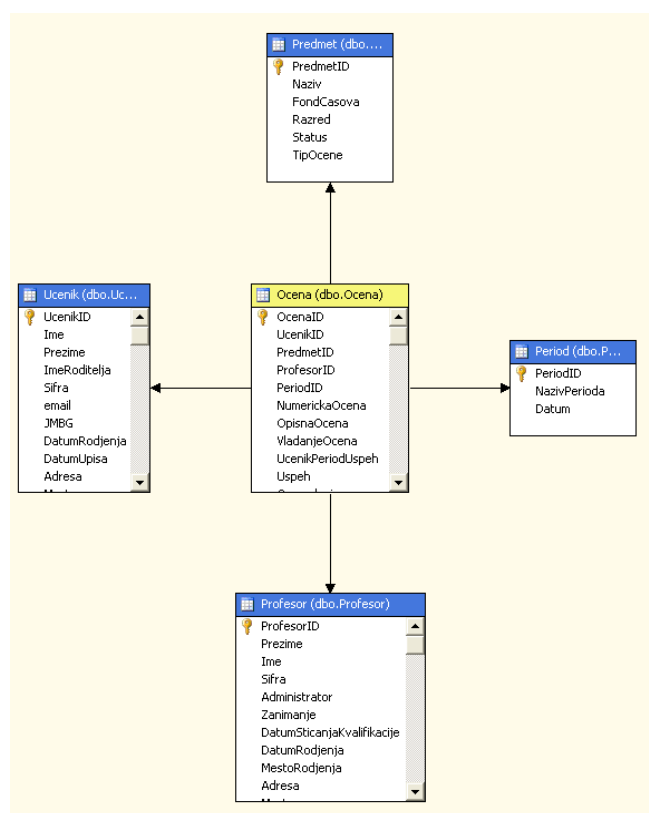 Predmet (dbo....
PredmetID
Naziv
FondCasova
Razred
Status
TipOcene
Ucenik (dbo.Uc...
UcenikID
Ime
Prezime
ImeRoditelja
Sifra
email
JMBG
DatumRodjenja
DatumUpisa
Adresa
Ocena (dbo.Ocena)
OcenaID
UcenikID
PredmetID
ProfesorID
PeriodID
NumerickaOcena
OpisnaOcena
VladanjeOcena
UcenikPeriodUspeh
Uspeh
Period (dbo.P...
PeriodID
NazivPerioda
Datum
Profesor (dbo.Profesor)
ProfesorID
Prezime
Ime
Sifra
Administrator
Zanimanje
DatumSticanjaKvalifikacije
DatumRodjenja
MestoRodjenja
Adresa